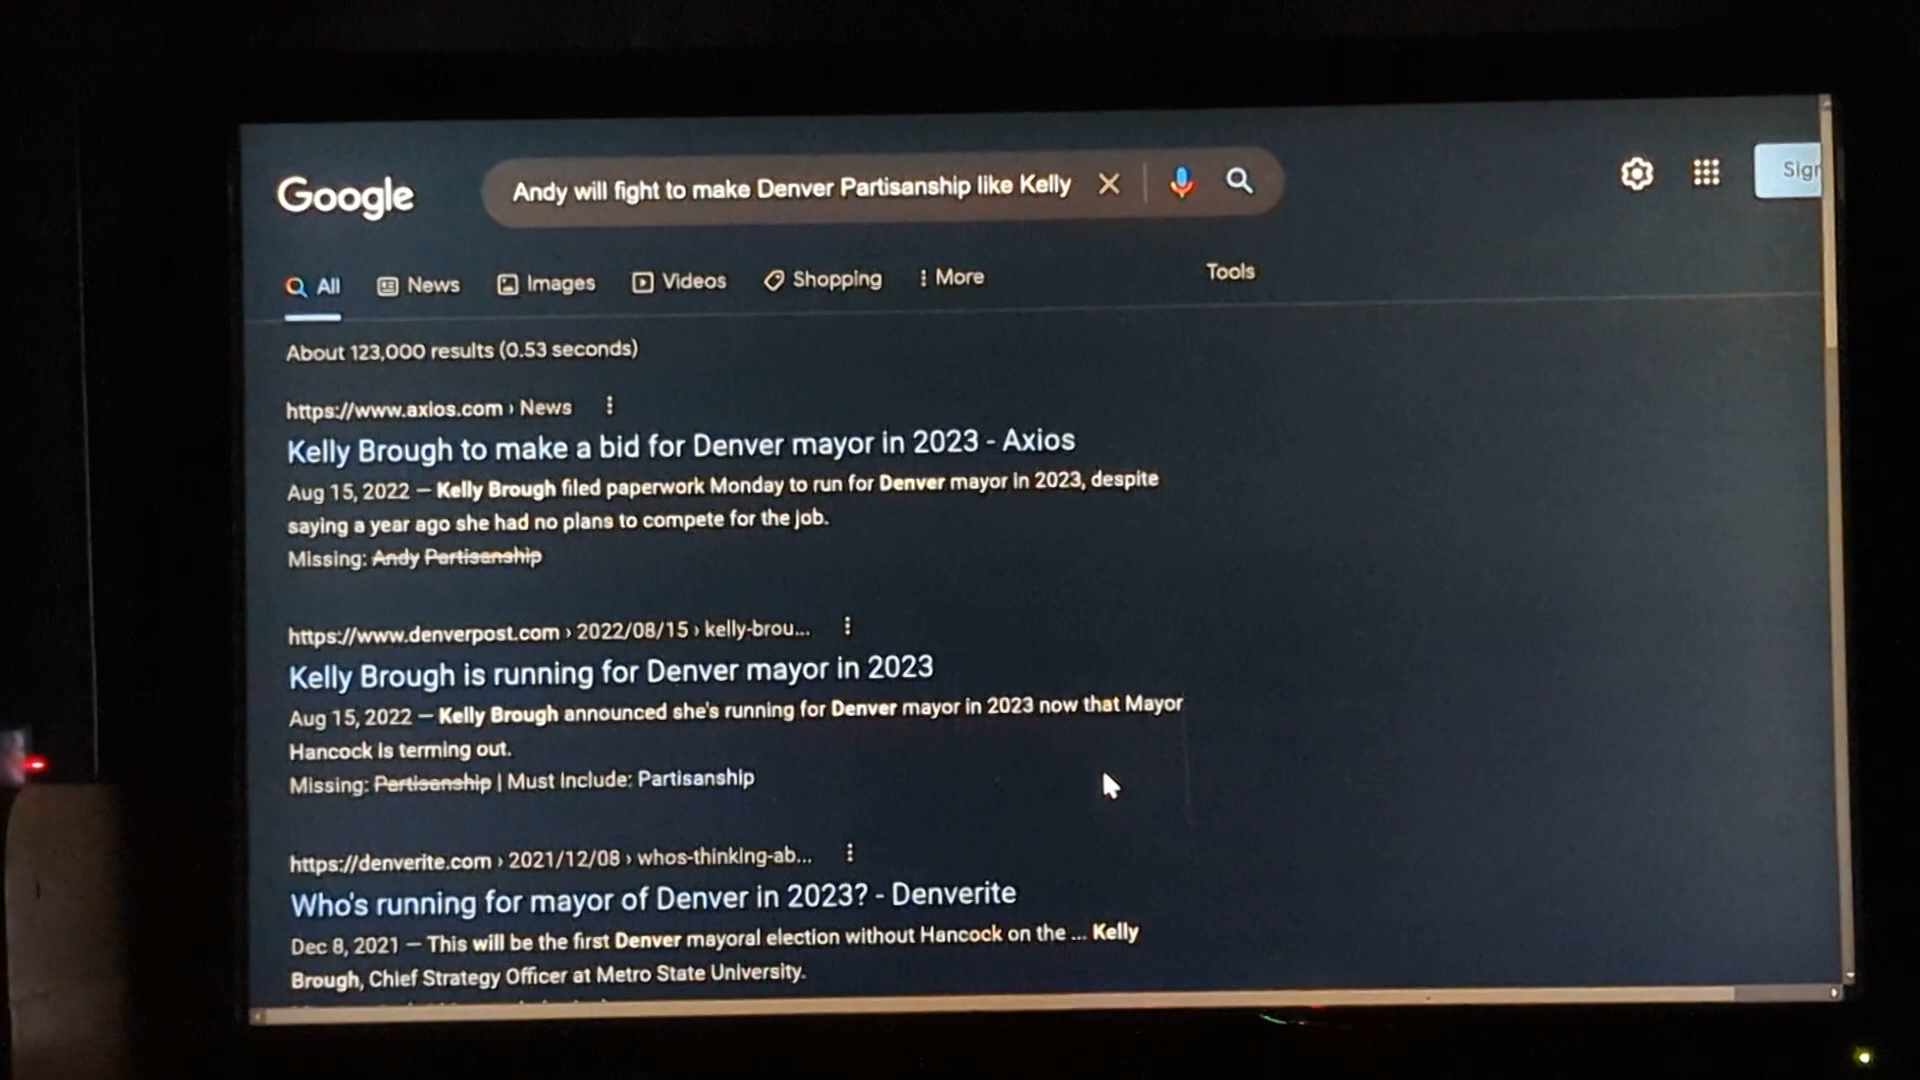 Google
Andy will fight to make Denver Partisanship like Kelly
All News Images Videos Shopping More Tools
About 123,000 results (0.53 seconds)
https://www.axios.com › News
Kelly Brough to make a bid for Denver mayor in 2023 - Axios
Aug 15, 2022 — Kelly Brough filed paperwork Monday to run for Denver mayor in 2023, despite
saying a year ago she had no plans to compete for the job.
Missing: Andy Partisanship
https://www.denverpost.com › 2022/08/15 › kelly-brou...
Kelly Brough is running for Denver mayor in 2023
Aug 15, 2022 — Kelly Brough announced she's running for Denver mayor in 2023 now that Mayor
Hancock is terming out.
Missing: Partisanship | Must Include: Partisanship
https://denverite.com › 2021/12/08 › whos-thinking-ab...
Who's running for mayor of Denver in 2023? - Denverite
Dec 8, 2021 — This will be the first Denver mayoral election without Hancock on the ... Kelly
Brough, Chief Strategy Officer at Metro State University.